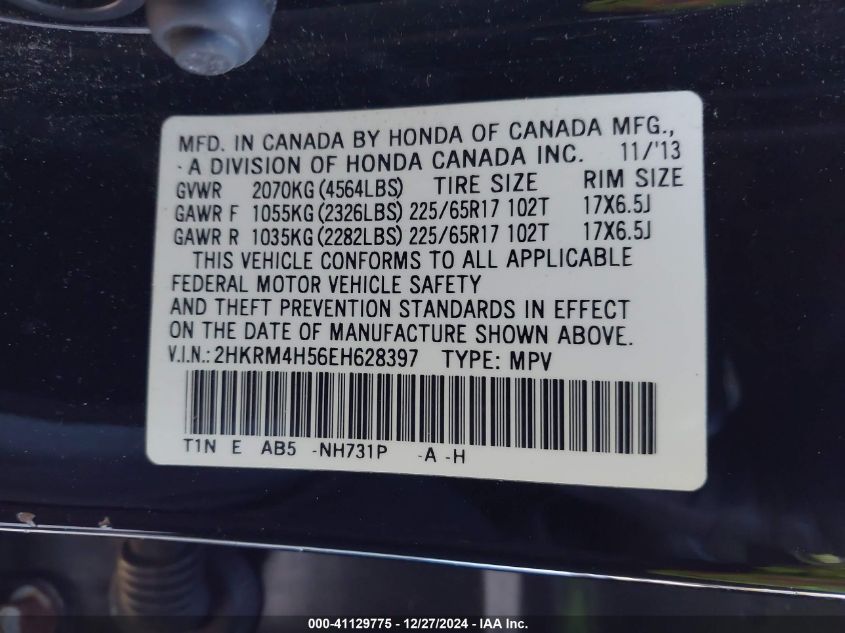 MFD. IN CANADA BY HONDA OF CANADA MFG.,
-A DIVISION OF HONDA CANADA INC. 11/'13
GVWR 2070KG (4564LBS) TIRE SIZE RIM SIZE
GAWR F 1055KG (2326LBS) 225/65R17 102T 17X6.5J
GAWR R 1035KG (2282LBS) 225/65R17 102T 17X6.5J
THIS VEHICLE CONFORMS TO ALL APPLICABLE
FEDERAL MOTOR VEHICLE SAFETY
AND THEFT PREVENTION STANDARDS IN EFFECT
ON THE DATE OF MANUFACTURE SHOWN ABOVE.
V.I.N.: 2HKRM4H56EH628397 TYPE: MPV
T1N E AB5 -NH731P -A -H
000-41129775 - 12/27/2024 - IAA Inc.